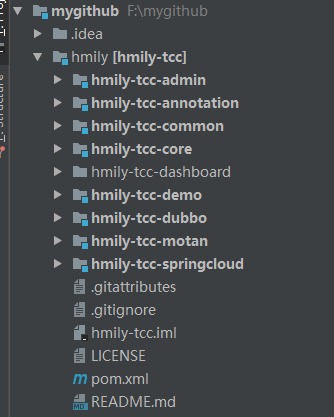 mygithub F:\mygithub
.idea
hmily [hmily-tcc]
hmily-tcc-admin
hmily-tcc-annotation
hmily-tcc-common
hmily-tcc-core
hmily-tcc-dashboard
hmily-tcc-demo
hmily-tcc-dubbo
hmily-tcc-motan
hmily-tcc-springcloud
.gitattributes
.gitignore
hmily-tcc.iml
LICENSE
pom.xml
README.md